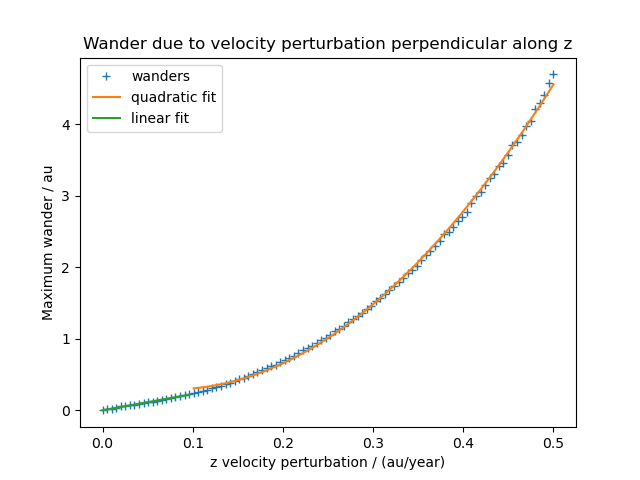 Wander due to velocity perturbation perpendicular along z
wanders
quadratic fit
linear fit
Maximum wander / au
4
3
2
1
0
0.0 0.1 0.2 0.3 0.4 0.5
z velocity perturbation / (au/year)